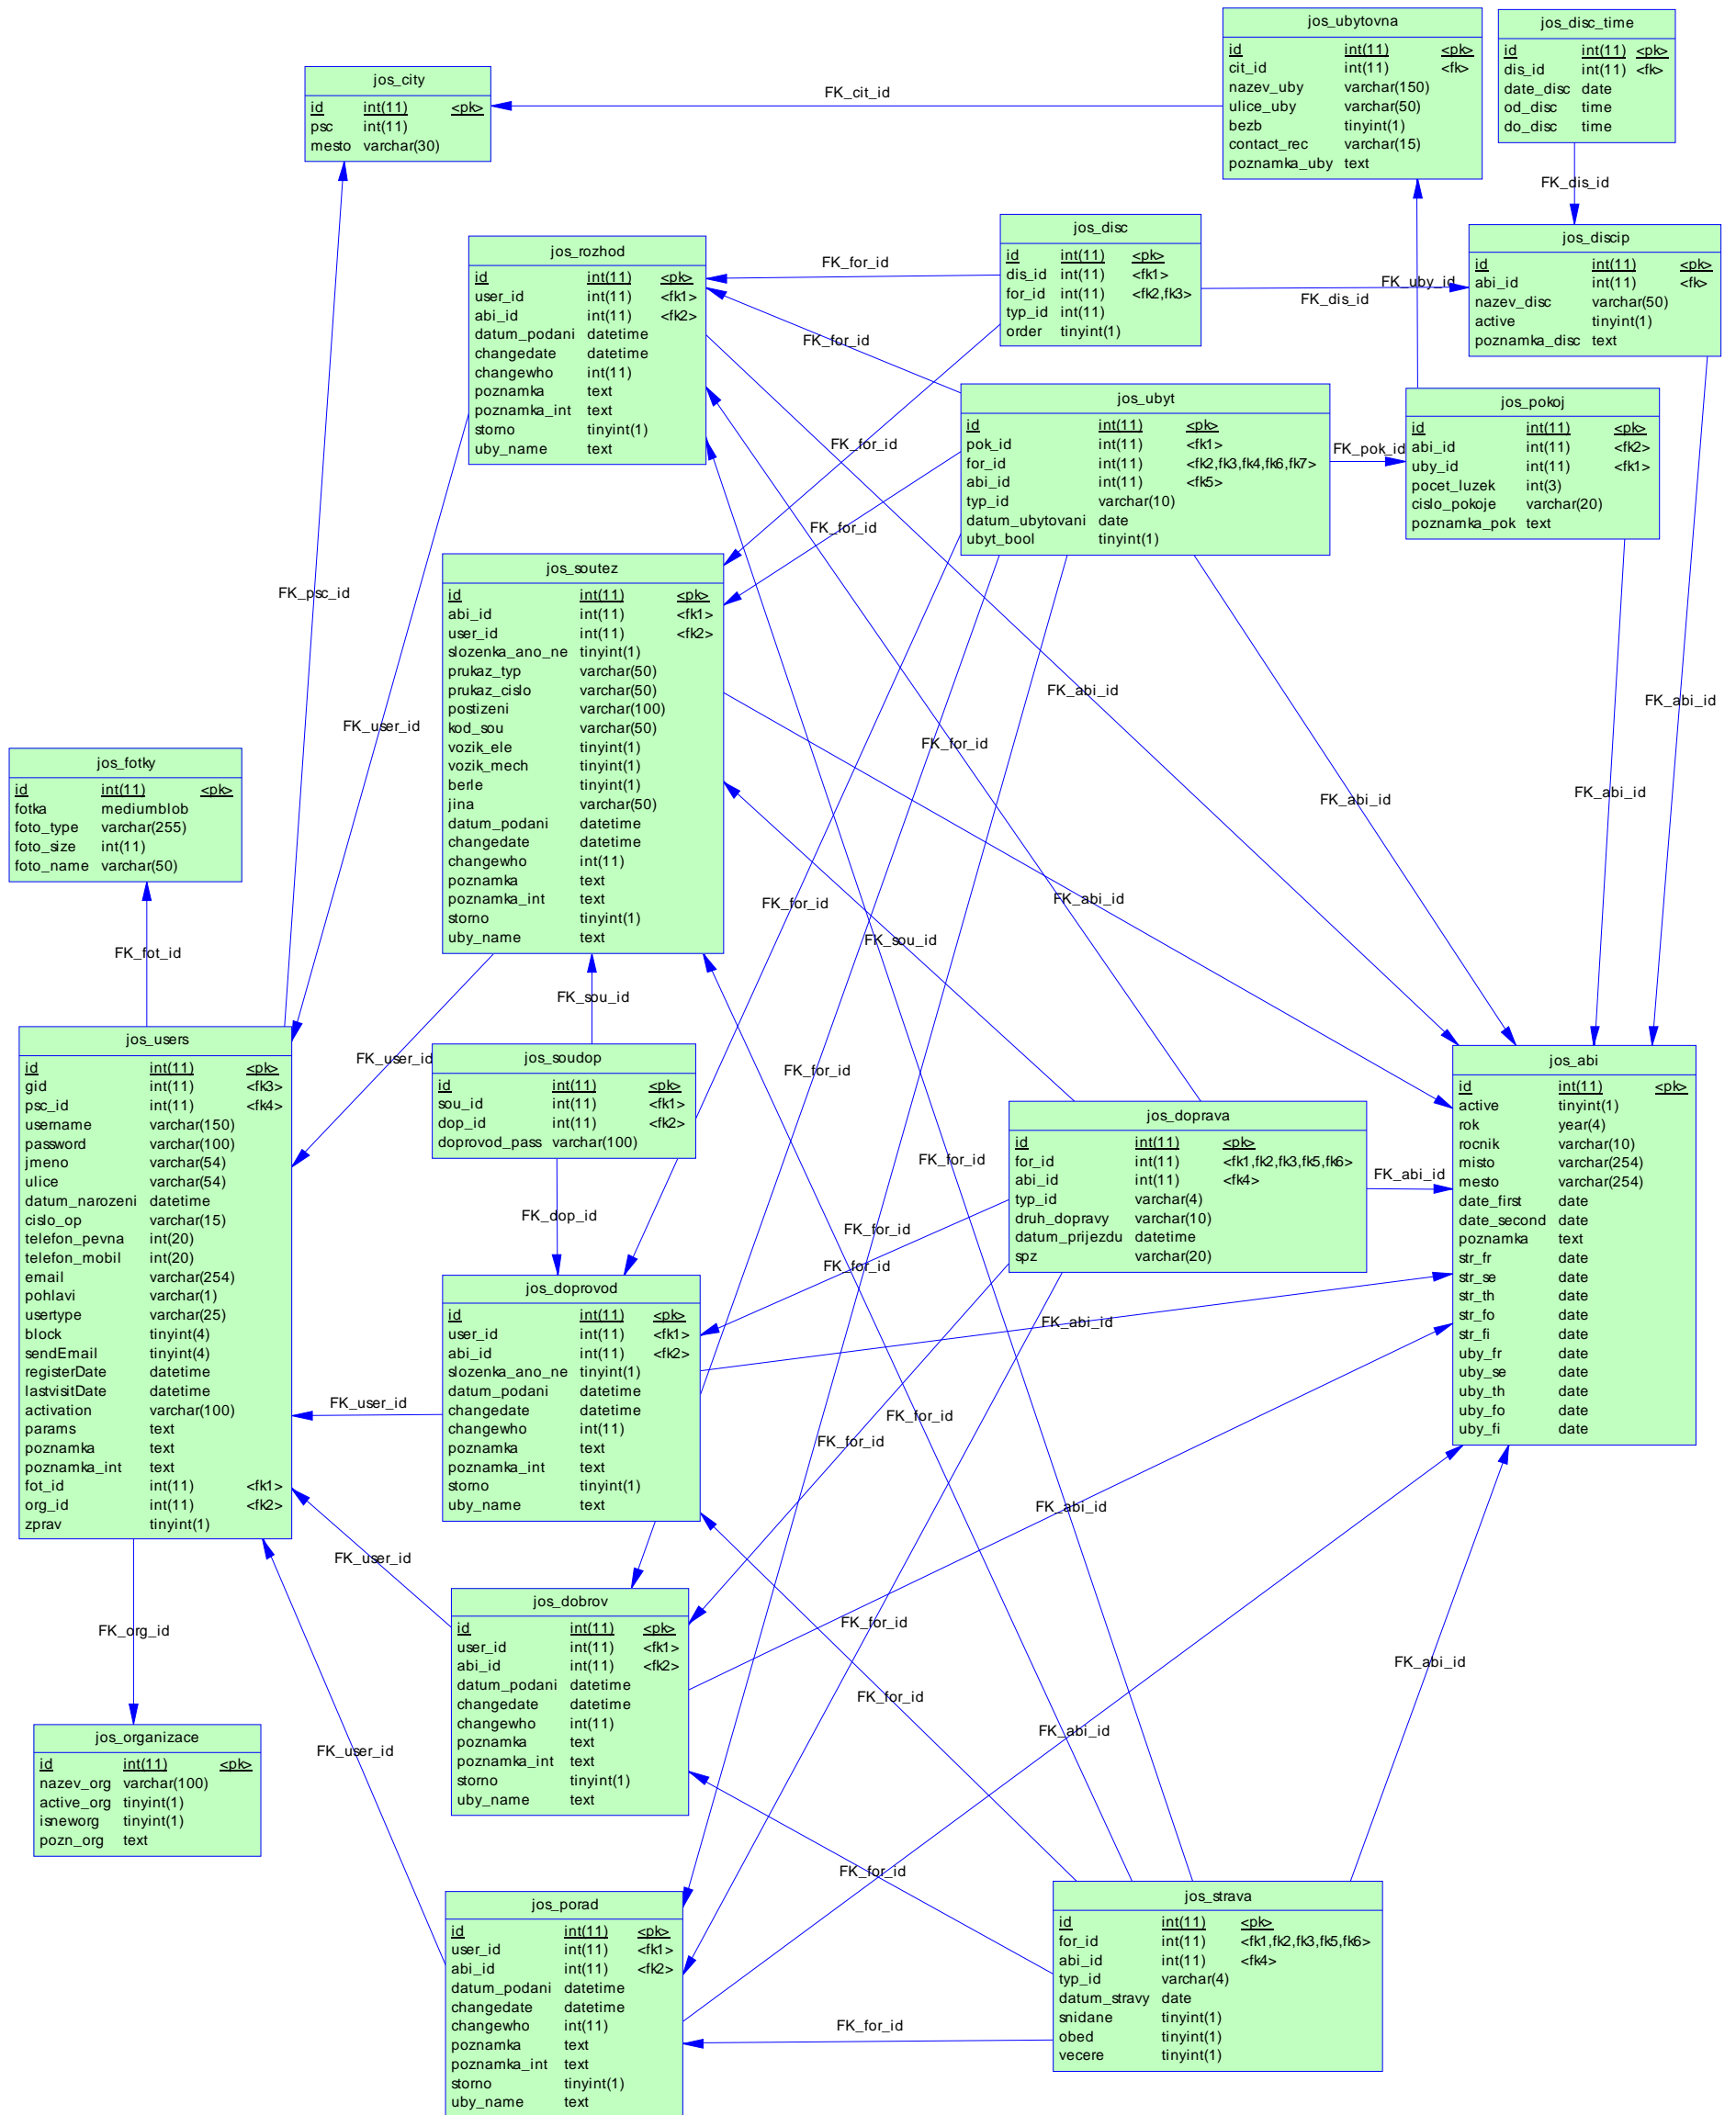 jos_ubytovna
id int(11) <pk>
cit_id int(11) <fk>
nazev_uby varchar(150)
ulice_uby varchar(50)
bezb tinyint(1)
contact_rec varchar(15)
poznamka_uby text
jos_disc_time
id int(11) <pk>
dis_id int(11) <fk>
date_disc date
od_disc time
do_disc time
jos_city
id int(11) <pk>
psc int(11)
mesto varchar(30)
FK_cit_id
FK_dis_id
jos_rozhod
id int(11) <pk>
user_id int(11) <fk1>
abi_id int(11) <fk2>
datum_podani datetime
changedate datetime
changewho int(11)
poznamka text
poznamka_int text
storno tinyint(1)
uby_name text
FK_for_id
jos_disc
id int(11) <pk>
dis_id int(11) <fk1>
for_id int(11) <fk2,fk3>
typ_id int(11)
order tinyint(1)
FK_uby_id
FK_dis_id
jos_discip
id int(11) <pk>
abi_id int(11) <fk>
nazev_disc varchar(50)
active tinyint(1)
poznamka_disc text
FK_for_id
jos_ubyt
id int(11) <pk>
pok_id int(11) <fk1>
for_id int(11) <fk2,fk3,fk4,fk6,fk7>
abi_id int(11) <fk5>
typ_id varchar(10)
datum_ubytovani date
ubyt_bool tinyint(1)
FK_pok_id
jos_pokoj
id int(11) <pk>
abi_id int(11) <fk2>
uby_id int(11) <fk1>
pocet_luzek int(3)
cislo_pokoje varchar(20)
poznamka_pok text
FK_for_id
FK_for_id
FK_psc_id
jos_soutez
id int(11) <pk>
abi_id int(11) <fk1>
user_id int(11) <fk2>
slozenka_ano_ne tinyint(1)
prukaz_typ varchar(50)
prukaz_cislo varchar(50)
postizeni varchar(100)
kod_sou varchar(50)
vozik_ele tinyint(1)
vozik_mech tinyint(1)
berle tinyint(1)
jina varchar(50)
datum_podani datetime
changedate datetime
changewho int(11)
poznamka text
poznamka_int text
storno tinyint(1)
uby_name text
FK_abi_id
FK_abi_id
FK_user_id
FK_for_id
FK_abi_id
FK_abi_id
jos_fotky
id int(11) <pk>
fotka mediumblob
foto_type varchar(255)
foto_size int(11)
foto_name varchar(50)
FK_for_id
FK_abi_id
FK_sou_id
FK_fot_id
FK_sou_id
jos_users
id int(11) <pk>
gid int(11) <fk3>
psc_id int(11) <fk4>
username varchar(150)
password varchar(100)
jmeno varchar(54)
ulice varchar(54)
datum_narozeni datetime
cislo_op varchar(15)
telefon_pevna int(20)
telefon_mobil int(20)
email varchar(254)
pohlavi varchar(1)
usertype varchar(25)
block tinyint(4)
sendEmail tinyint(4)
registerDate datetime
lastvisitDate datetime
activation varchar(100)
params text
poznamka text
poznamka_int text
fot_id int(11) <fk1>
org_id int(11) <fk2>
zprav tinyint(1)
FK_user_id
jos_soudop
id int(11) <pk>
sou_id int(11) <fk1>
dop_id int(11) <fk2>
doprovod_pass varchar(100)
FK_for_id
jos_abi
id int(11) <pk>
active tinyint(1)
rok year(4)
rocnik varchar(10)
misto varchar(254)
mesto varchar(254)
date_first date
date_second date
poznamka text
str_fr date
str_se date
str_th date
str_fo date
str_fi date
uby_fr date
uby_se date
uby_th date
uby_fo date
uby_fi date
jos_doprava
id int(11) <pk>
for_id int(11) <fk1,fk2,fk3,fk5,fk6>
abi_id int(11) <fk4>
typ_id varchar(4)
druh_dopravy varchar(10)
datum_prijezdu datetime
spz varchar(20)
FK_for_id
FK_abi_id
FK_dop_id
FK_for_id
FK_for_id
jos_doprovod
id int(11) <pk>
user_id int(11) <fk1>
abi_id int(11) <fk2>
slozenka_ano_ne tinyint(1)
datum_podani datetime
changedate datetime
changewho int(11)
poznamka text
poznamka_int text
storno tinyint(1)
uby_name text
FK_abi_id
FK_user_id
FK_for_id
FK_for_id
FK_abi_id
FK_user_id
jos_dobrov
id int(11) <pk>
user_id int(11) <fk1>
abi_id int(11) <fk2>
datum_podani datetime
changedate datetime
changewho int(11)
poznamka text
poznamka_int text
storno tinyint(1)
uby_name text
FK_org_id
FK_for_id
FK_abi_id
FK_for_id
FK_abi_id
jos_organizace
id int(11) <pk>
nazev_org varchar(100)
active_org tinyint(1)
isneworg tinyint(1)
pozn_org text
FK_user_id
FK_for_id
jos_porad
id int(11) <pk>
user_id int(11) <fk1>
abi_id int(11) <fk2>
datum_podani datetime
changedate datetime
changewho int(11)
poznamka text
poznamka_int text
storno tinyint(1)
uby_name text
FK_for_id
jos_strava
id int(11) <pk>
for_id int(11) <fk1,fk2,fk3,fk5,fk6>
abi_id int(11) <fk4>
typ_id varchar(4)
datum_stravy date
snidane tinyint(1)
obed tinyint(1)
vecere tinyint(1)